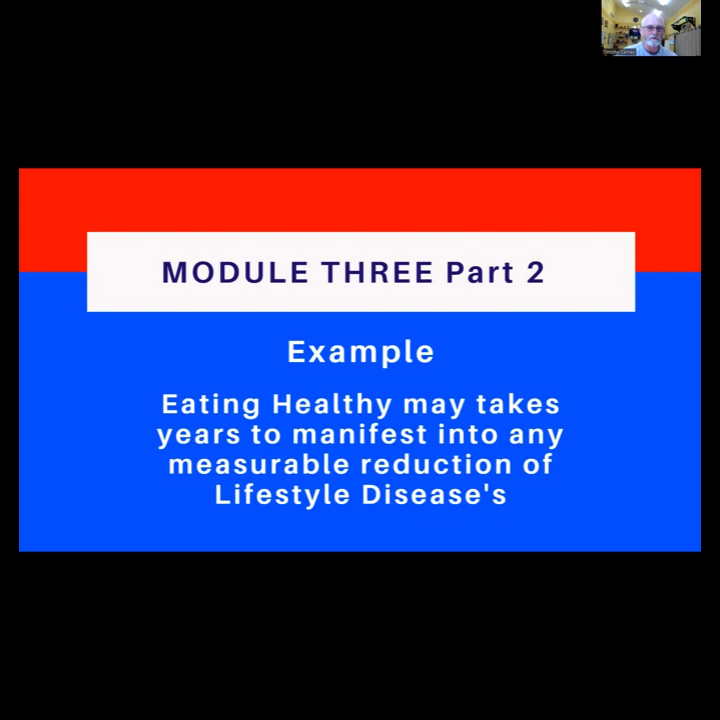 MODULE THREE Part 2
Example
Eating Healthy may takes
years to manifest into any
measurable reduction of
Lifestyle Disease's